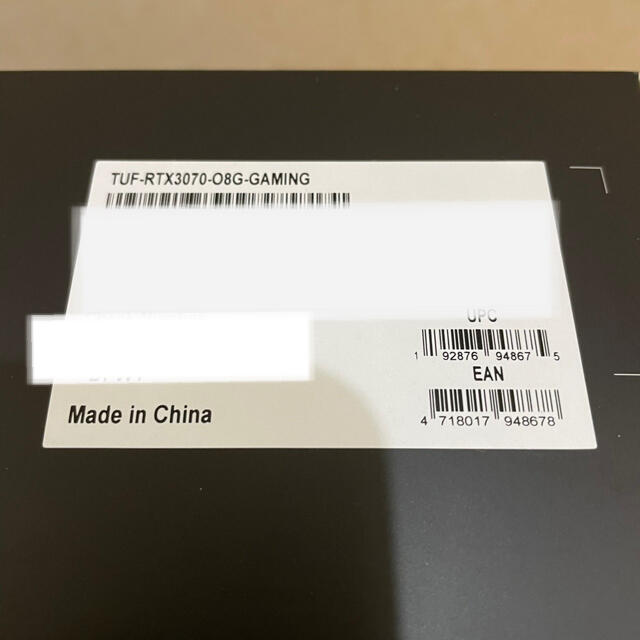 TUF-RTX3070-O8G-GAMING
UPC
1 92876 94867 5
EAN
4 718017 948678
Made in China